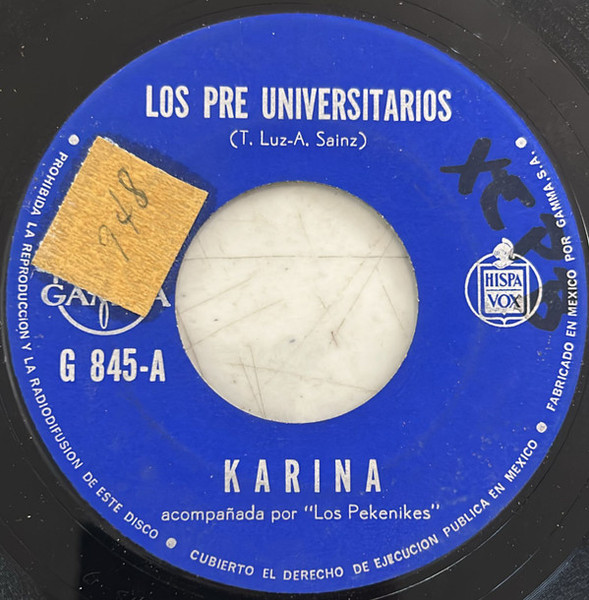 LOS PRE UNIVERSITARIOS
(T. Luz-A. Sainz)
948
G 845-A
HISPA
VOX
KARINA
acompañada por "Los Pekenikes"
PROHIBIDA LA REPRODUCCION Y LA RADIODIFUSION DE ESTE DISCO • CUBIERTO EL DERECHO DE EJECUCION PUBLICA EN MEXICO • FABRICADO EN MEXICO POR GAMMA, S.A. •